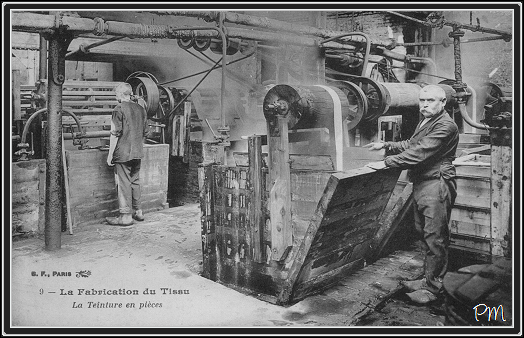 B. F., PARIS
9 - La Fabrication du Tissu
La Teinture en pièces
PM